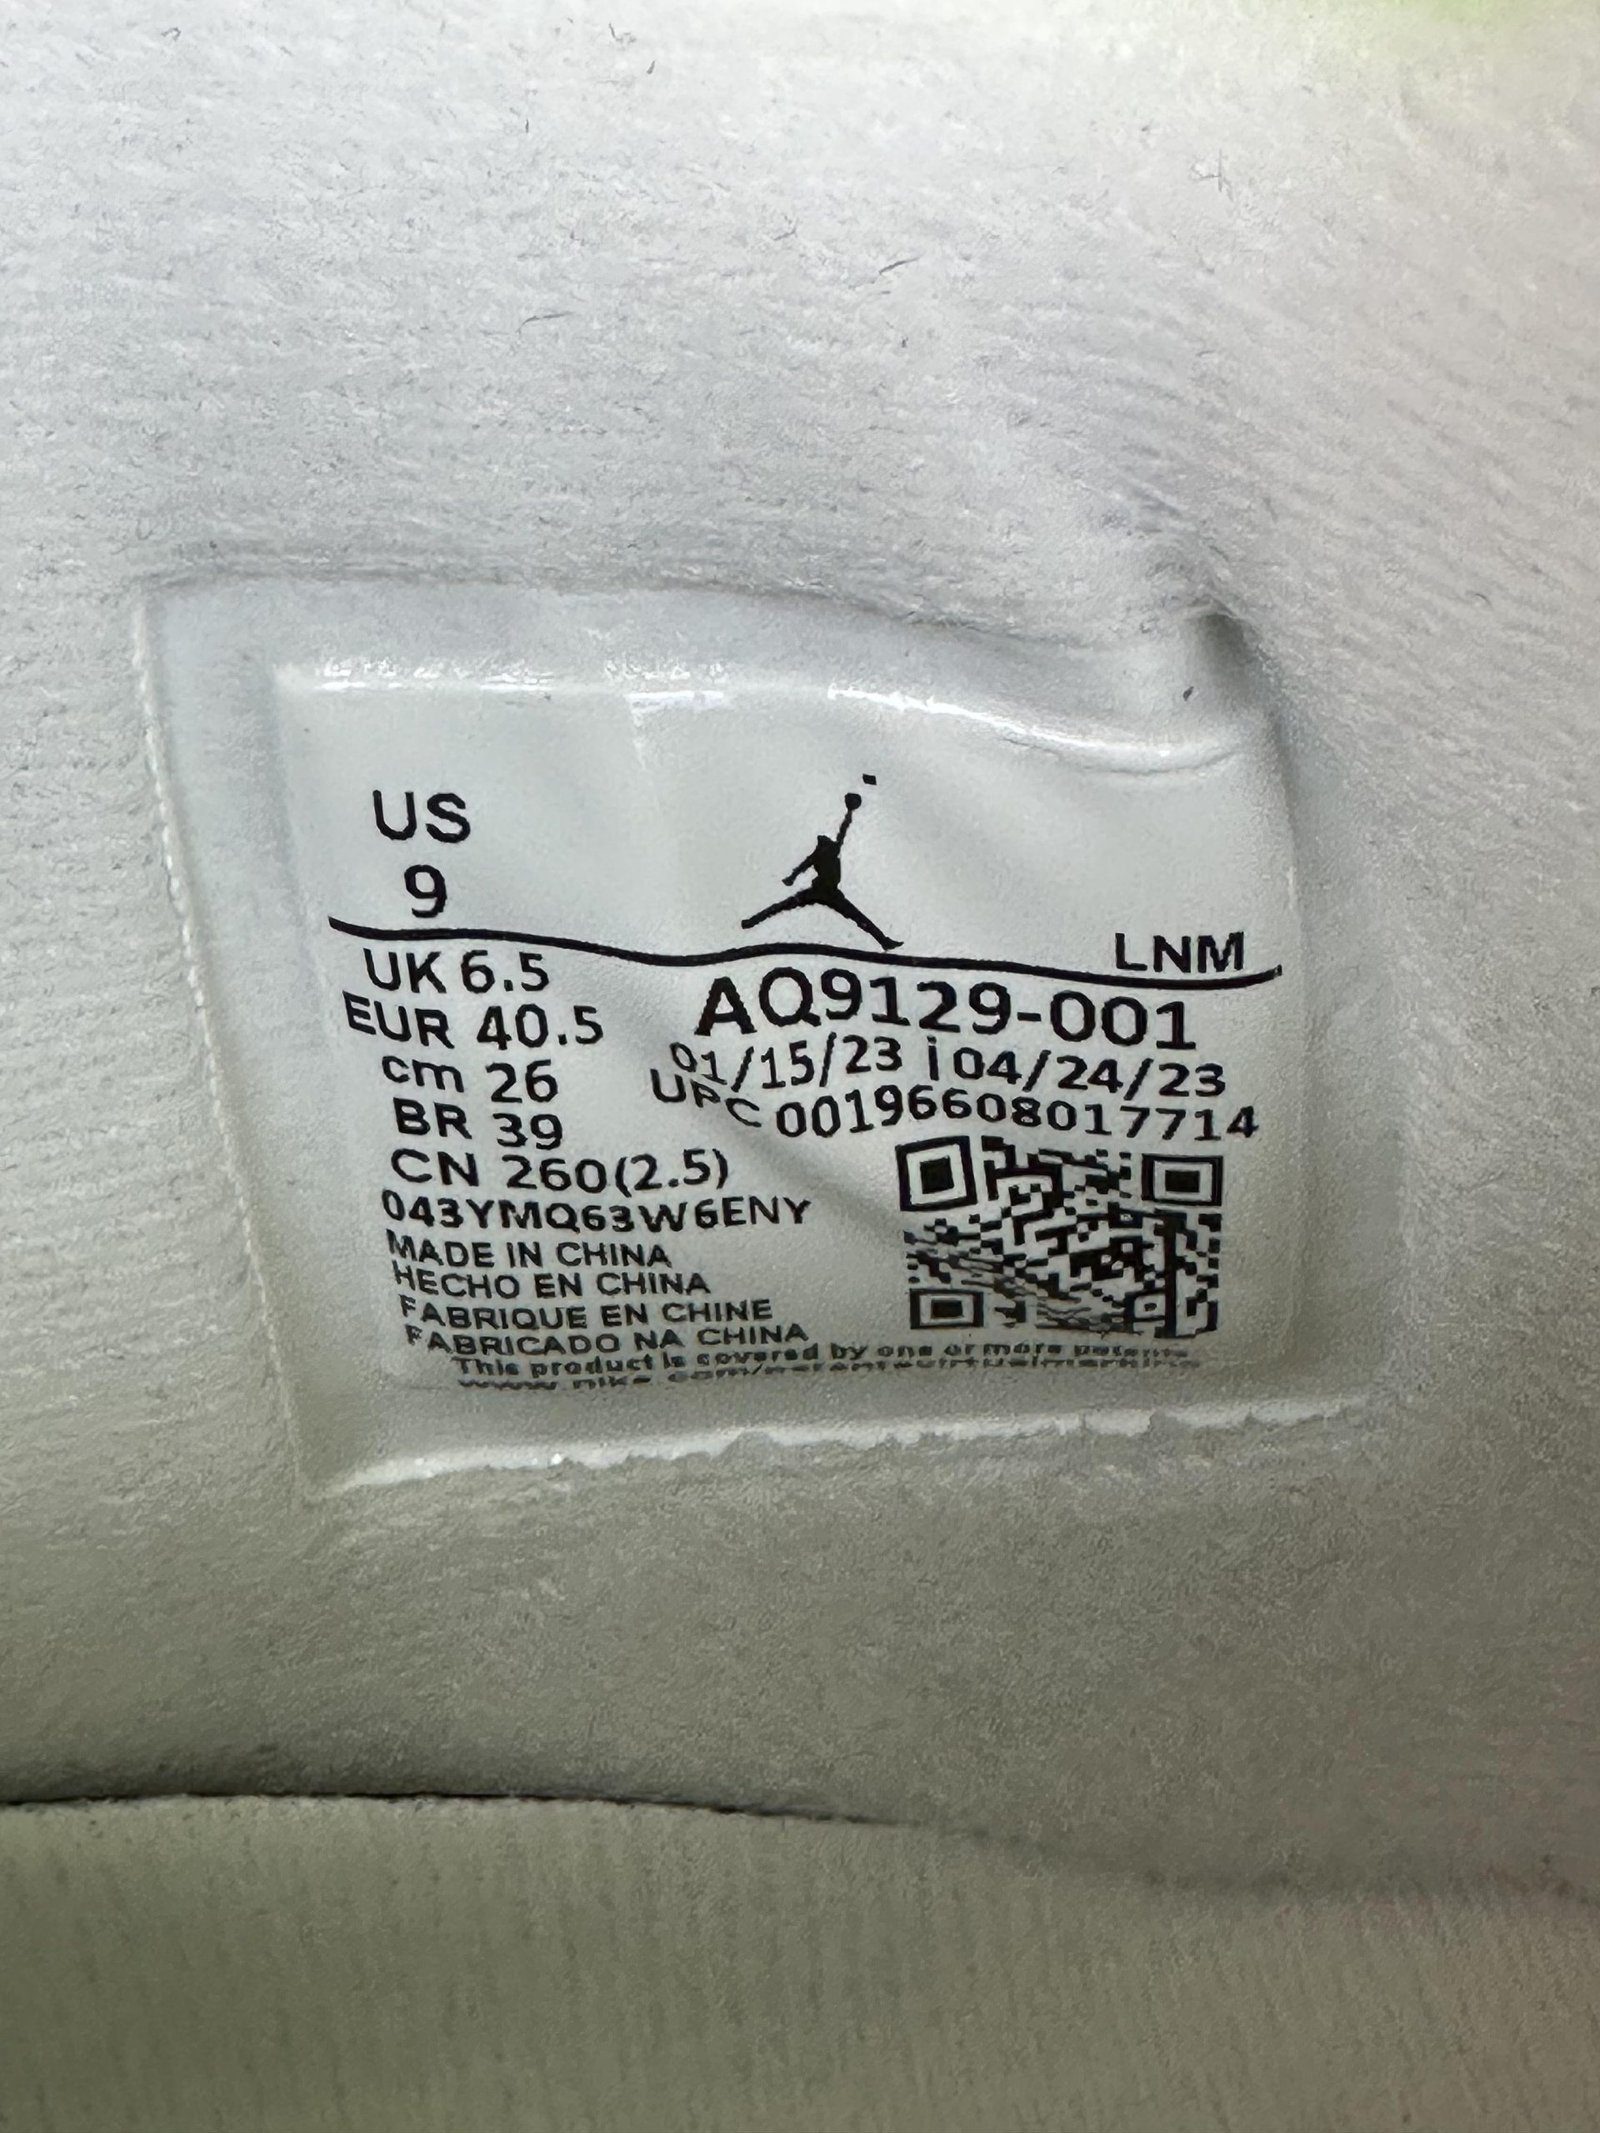 US
9
LNM
UK 6.5
EUR 40.5
cm 26
BR 39
CN 260(2.5)
043YMQ63W6ENY
AQ9129-001
01/15/23 i 04/24/23
UPC 00196608017714
MADE IN CHINA
HECHO EN CHINA
FABRIQUE EN CHINE
FABRICADO NA CHINA
This product is covered by one or more patents